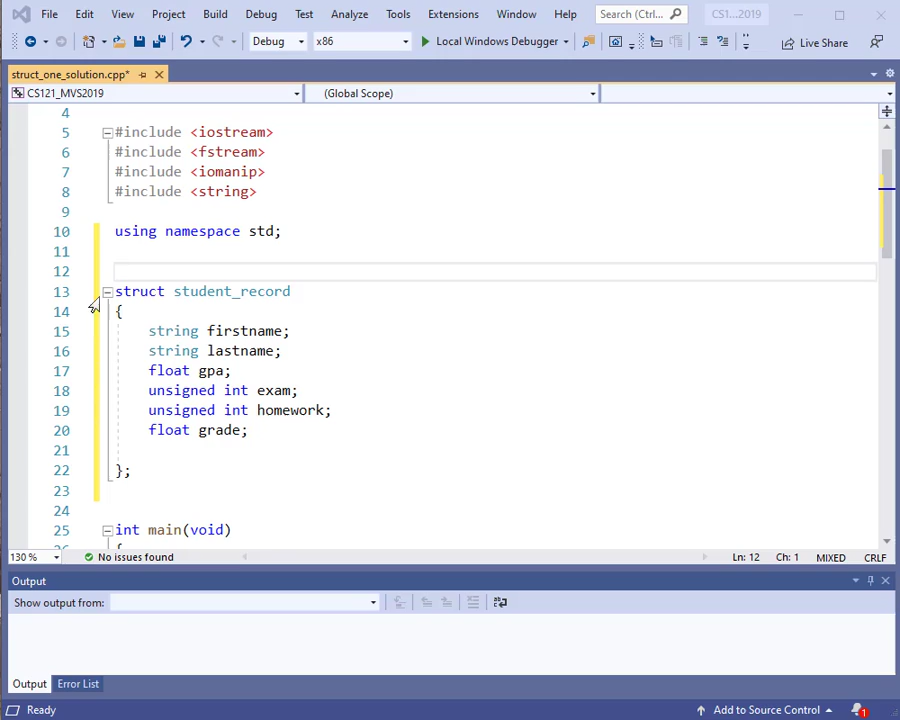 File Edit View Project Build Debug Test Analyze Tools Extensions Window Help Search (Ctrl... CS1...2019
Debug x86 Local Windows Debugger Live Share
struct_one_solution.cpp*
CS121_MVS2019 (Global Scope)
4
5 #include <iostream>
6 #include <fstream>
7 #include <iomanip>
8 #include <string>
9
10 using namespace std;
11
12
13 struct student_record
14 {
15 string firstname;
16 string lastname;
17 float gpa;
18 unsigned int exam;
19 unsigned int homework;
20 float grade;
21
22 };
23
24
25 int main(void)
26 {
130 % No issues found Ln: 12 Ch: 1 MIXED CRLF
Output
Show output from:
Output Error List
Ready Add to Source Control 1